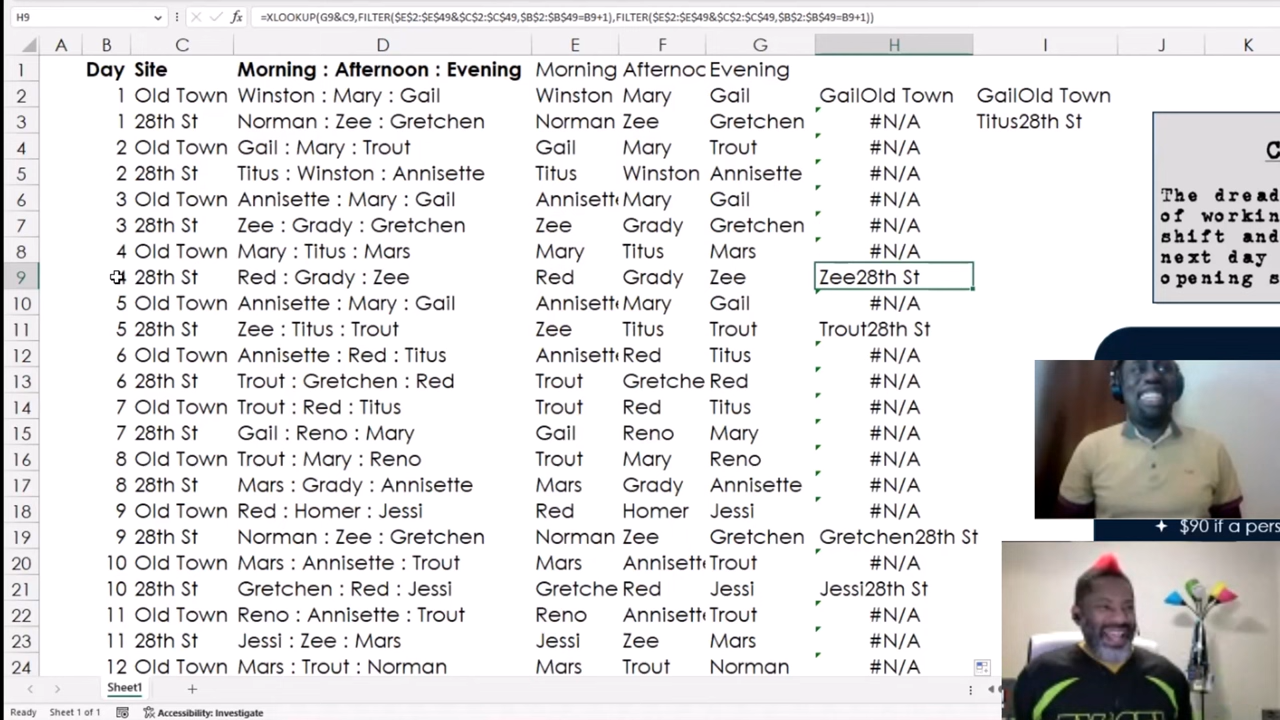 H9 fx =XLOOKUP(G9&C9,FILTER($E$2:$E$49&$C$2:$C$49,$B$2:$B$49=B9+1),FILTER($E$2:$E$49&$C$2:$C$49,$B$2:$B$49=B9+1))
A B C D E F G H I J K
1 Day Site Morning : Afternoon : Evening Morning Afternoc Evening
2 1 Old Town Winston : Mary : Gail Winston Mary Gail GailOld Town GailOld Town
3 1 28th St Norman : Zee : Gretchen Norman Zee Gretchen #N/A Titus28th St
4 2 Old Town Gail : Mary : Trout Gail Mary Trout #N/A
5 2 28th St Titus : Winston : Annisette Titus Winston Annisette #N/A
6 3 Old Town Annisette : Mary : Gail Annisette Mary Gail #N/A
7 3 28th St Zee : Grady : Gretchen Zee Grady Gretchen #N/A
8 4 Old Town Mary : Titus : Mars Mary Titus Mars #N/A
9 4 28th St Red : Grady : Zee Red Grady Zee Zee28th St
10 5 Old Town Annisette : Mary : Gail Annisette Mary Gail #N/A
11 5 28th St Zee : Titus : Trout Zee Titus Trout Trout28th St
12 6 Old Town Annisette : Red : Titus Annisette Red Titus #N/A
13 6 28th St Trout : Gretchen : Red Trout Gretche Red #N/A
14 7 Old Town Trout : Red : Titus Trout Red Titus #N/A
15 7 28th St Gail : Reno : Mary Gail Reno Mary #N/A
16 8 Old Town Trout : Mary : Reno Trout Mary Reno #N/A
17 8 28th St Mars : Grady : Annisette Mars Grady Annisette #N/A
18 9 Old Town Red : Homer : Jessi Red Homer Jessi #N/A
19 9 28th St Norman : Zee : Gretchen Norman Zee Gretchen Gretchen28th St
20 10 Old Town Mars : Annisette : Trout Mars Annisett Trout #N/A
21 10 28th St Gretchen : Red : Jessi Gretche Red Jessi Jessi28th St
22 11 Old Town Reno : Annisette : Trout Reno Annisett Trout #N/A
23 11 28th St Jessi : Zee : Mars Jessi Zee Mars #N/A
24 12 Old Town Mars : Trout : Norman Mars Trout Norman #N/A
C
The dread
of workin
shift and
next day
opening s
$90 if a pers
Sheet1
Ready Sheet 1 of 1 Accessibility: Investigate